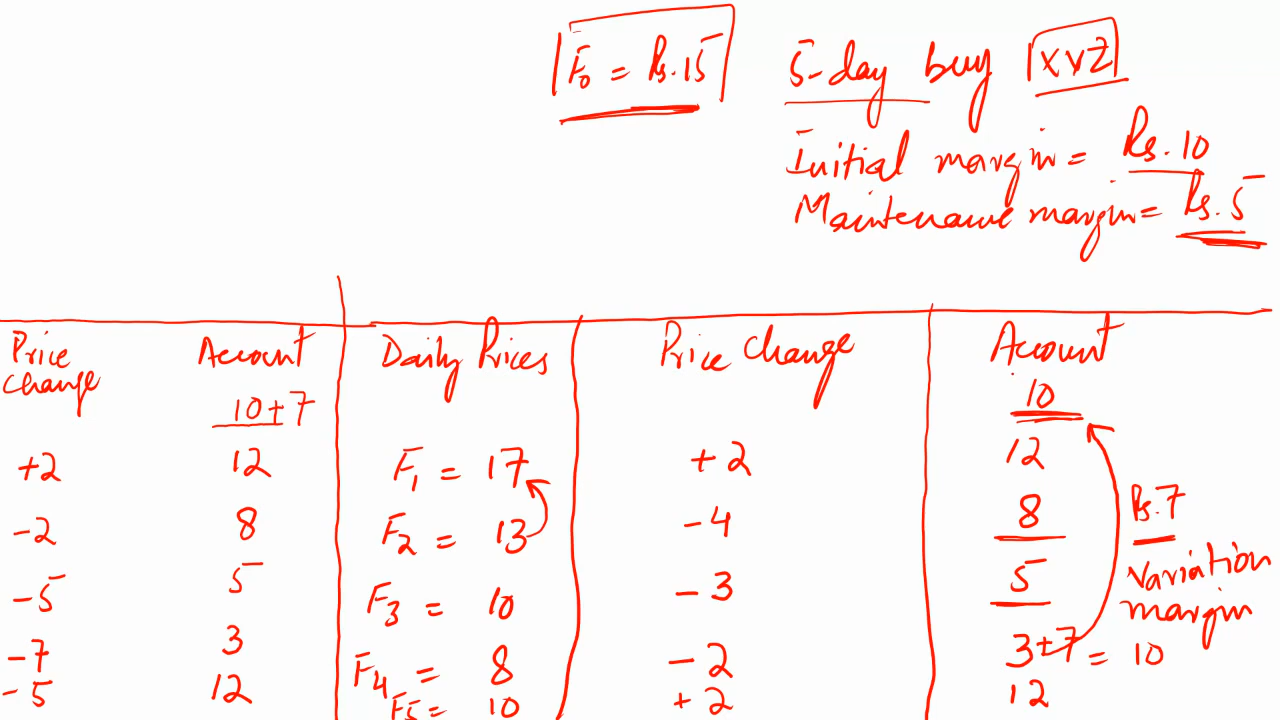 F₀ = Rs.15
5-day buy XYZ
Initial margin = Rs.10
Maintenance margin = Rs.5
Price change Account Daily Prices Price Change Account
10+7 10
+2 12 F₁ = 17 +2 12
-2 8 F₂ = 13 -4 8
-5 5 F₃ = 10 -3 5
-7 3 F₄ = 8 -2 3+7 = 10
-5 12 F₅ = 10 +2 12
Rs.7
Variation
margin